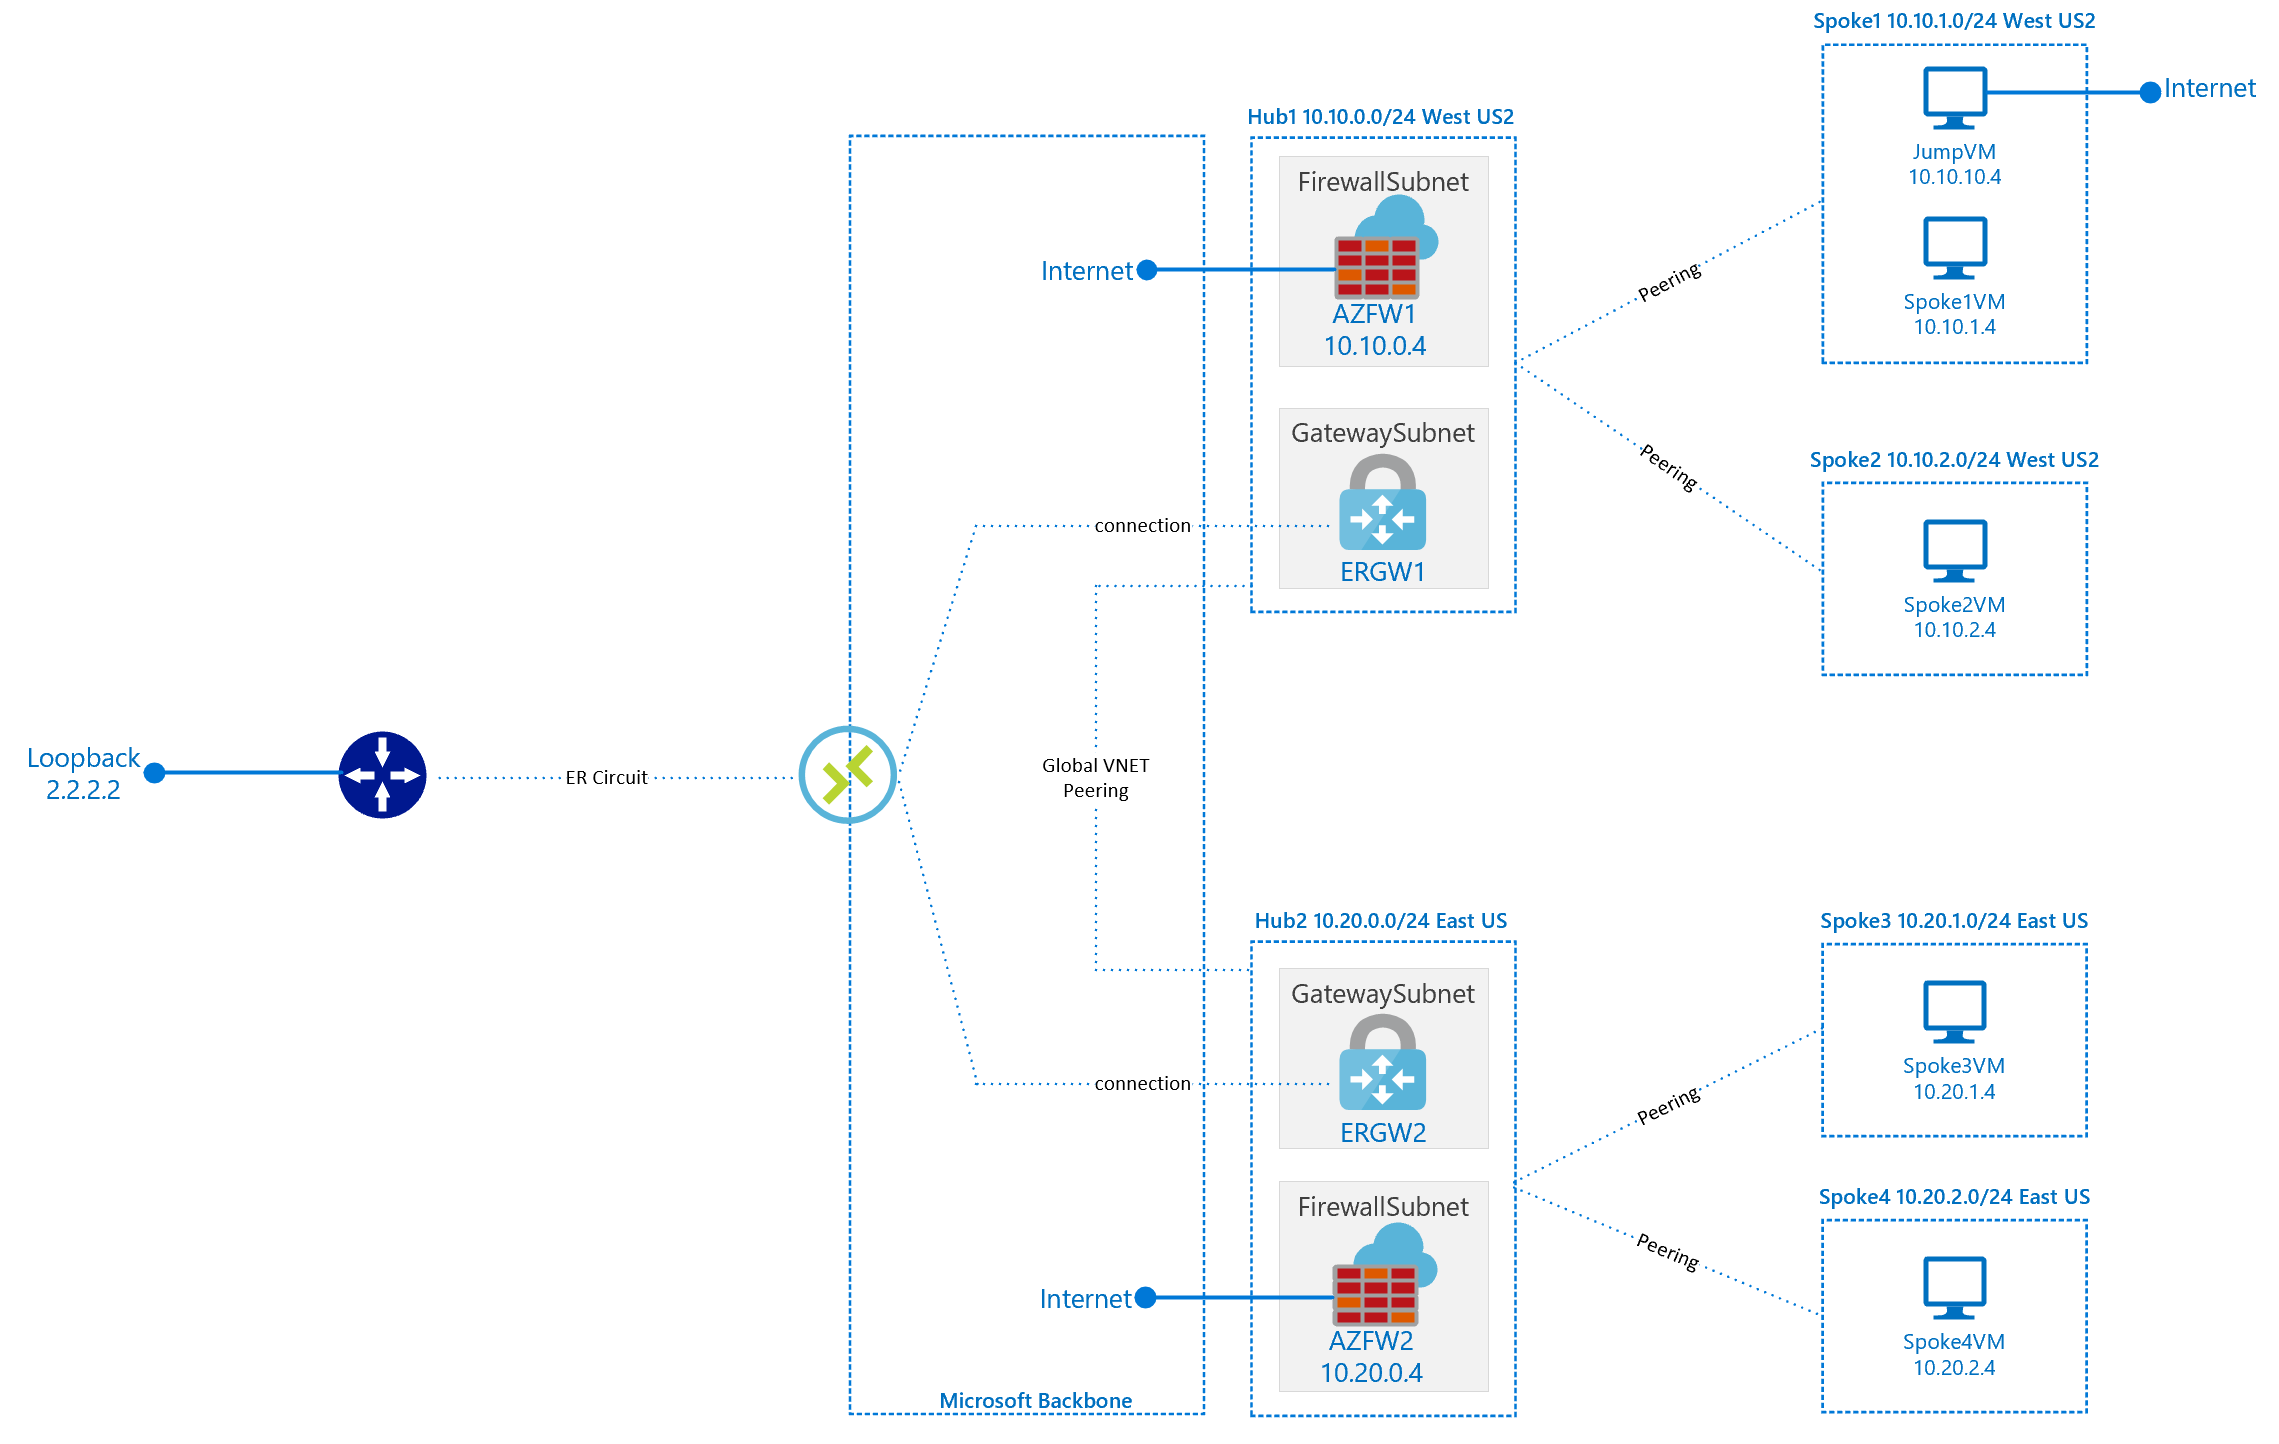 Spoke1 10.10.1.0/24 West US2
Internet
JumpVM
10.10.10.4
Spoke1VM
10.10.1.4
Hub1 10.10.0.0/24 West US2
FirewallSubnet
Internet
AZFW1
10.10.0.4
Peering
GatewaySubnet
connection
ERGW1
Peering
Spoke2 10.10.2.0/24 West US2
Spoke2VM
10.10.2.4
Loopback
2.2.2.2
ER Circuit
Global VNET
Peering
Hub2 10.20.0.0/24 East US
GatewaySubnet
connection
ERGW2
FirewallSubnet
Internet
AZFW2
10.20.0.4
Microsoft Backbone
Spoke3 10.20.1.0/24 East US
Peering
Spoke3VM
10.20.1.4
Spoke4 10.20.2.0/24 East US
Peering
Spoke4VM
10.20.2.4